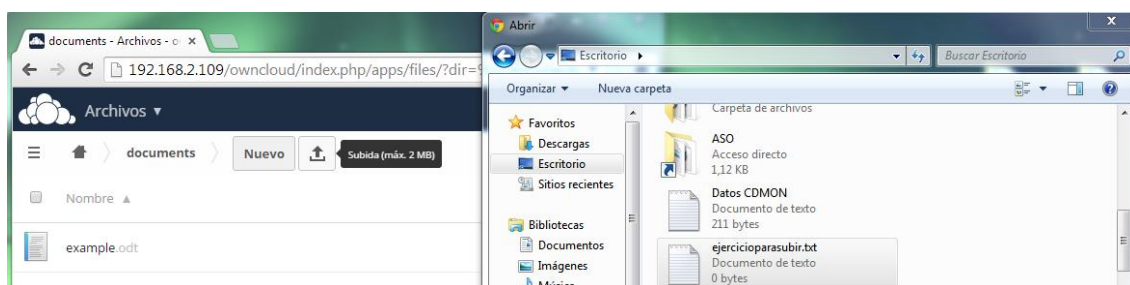 documents - Archivos - o
192.168.2.109/owncloud/index.php/apps/files/?dir=
Archivos
documents
Nuevo
Subida (máx. 2 MB)
Nombre
example.odt
Abrir
Escritorio
Buscar Escritorio
Organizar
Nueva carpeta
Favoritos
Descargas
Escritorio
Sitios recientes
Bibliotecas
Documentos
Imágenes
Carpeta de archivos
ASO
Acceso directo
1,12 KB
Datos CDMON
Documento de texto
211 bytes
ejercicioparasubir.txt
Documento de texto
0 bytes